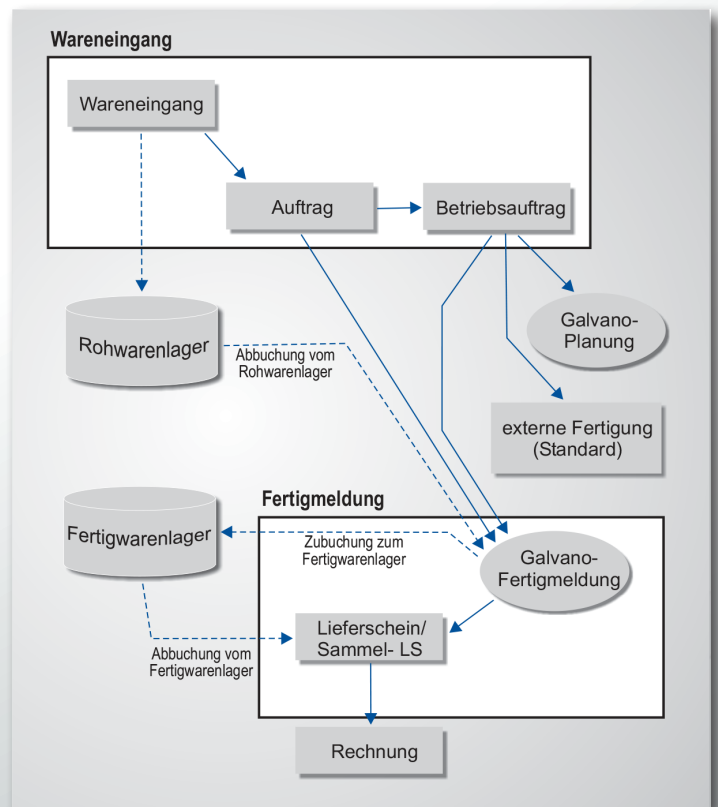 Wareneingang
Wareneingang
Auftrag
Betriebsauftrag
Galvano-
Planung
Rohwarenlager
Abbuchung vom
Rohwarenlager
externe Fertigung
(Standard)
Fertigmeldung
Fertigwarenlager
Zubuchung zum
Fertigwarenlager
Galvano-
Fertigmeldung
Lieferschein/
Sammel- LS
Abbuchung vom
Fertigwarenlager
Rechnung